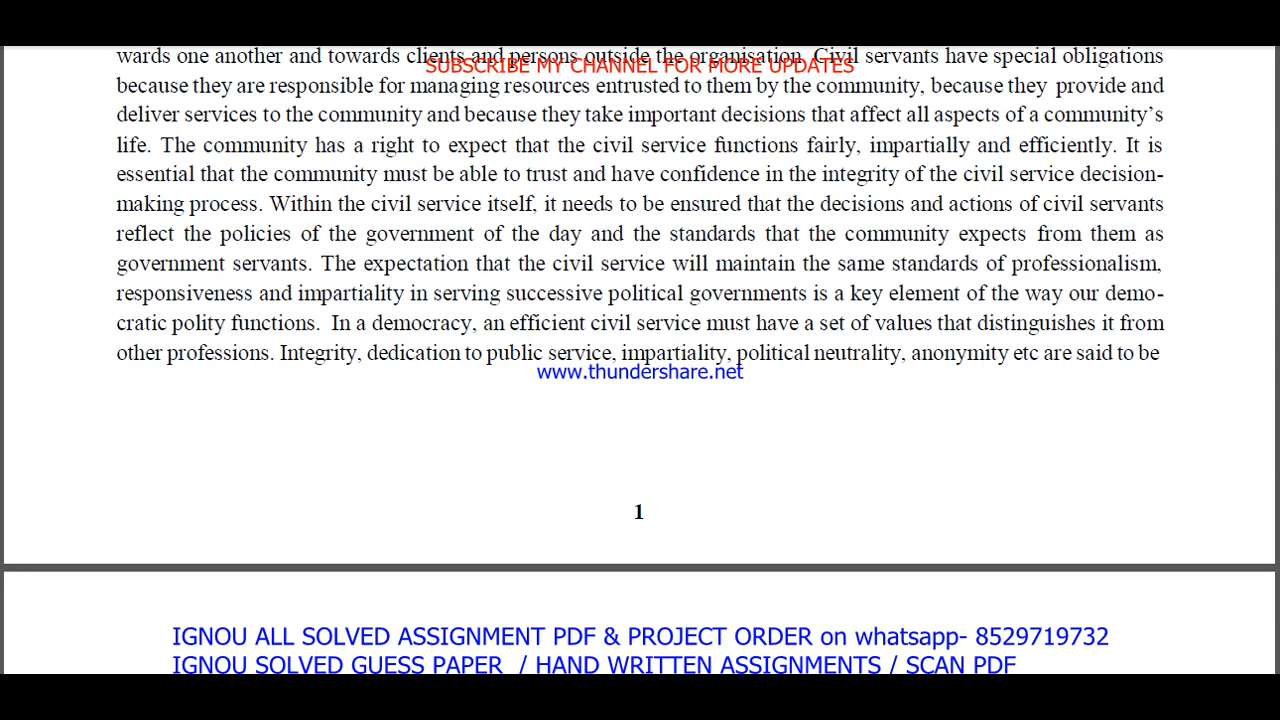 wards one another and towards clients and persons outside the organisation. Civil servants have special obligations
SUBSCRIBE MY CHANNEL FOR MORE UPDATES
because they are responsible for managing resources entrusted to them by the community, because they provide and
deliver services to the community and because they take important decisions that affect all aspects of a community's
life. The community has a right to expect that the civil service functions fairly, impartially and efficiently. It is
essential that the community must be able to trust and have confidence in the integrity of the civil service decision-
making process. Within the civil service itself, it needs to be ensured that the decisions and actions of civil servants
reflect the policies of the government of the day and the standards that the community expects from them as
government servants. The expectation that the civil service will maintain the same standards of professionalism,
responsiveness and impartiality in serving successive political governments is a key element of the way our demo-
cratic polity functions. In a democracy, an efficient civil service must have a set of values that distinguishes it from
other professions. Integrity, dedication to public service, impartiality, political neutrality, anonymity etc are said to be
www.thundershare.net
1
IGNOU ALL SOLVED ASSIGNMENT PDF & PROJECT ORDER on whatsapp- 8529719732
IGNOU SOLVED GUESS PAPER / HAND WRITTEN ASSIGNMENTS / SCAN PDF